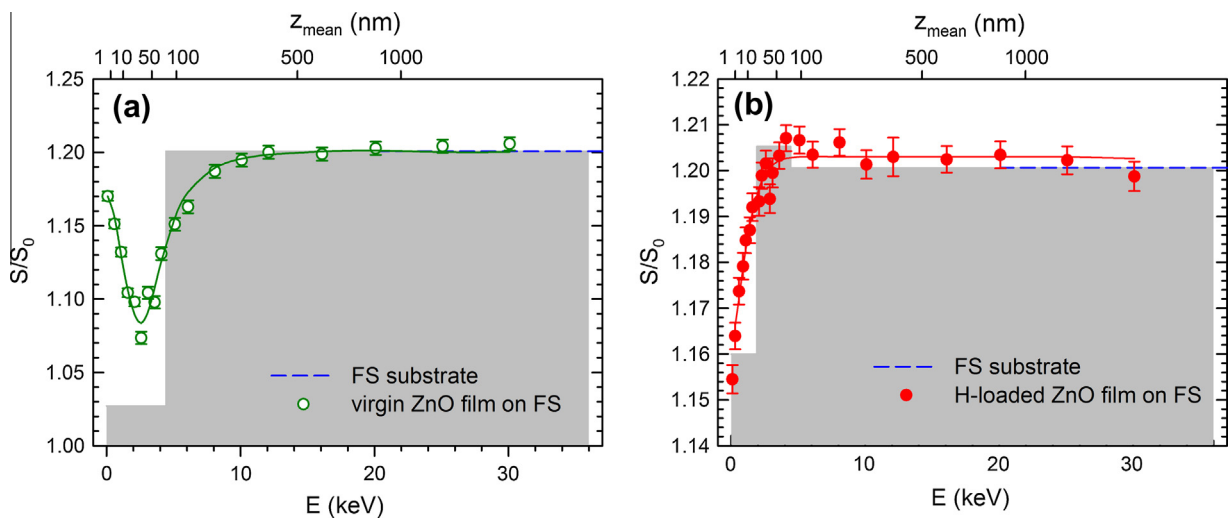 z_mean (nm)
1 10 50 100 500 1000
1.25
(a)
1.20
1.15
S/S₀
1.10
1.05
FS substrate
virgin ZnO film on FS
1.00
0 10 20 30
E (keV)
z_mean (nm)
1 10 50 100 500 1000
1.22
(b)
1.21
1.20
1.19
1.18
S/S₀
1.17
1.16
FS substrate
1.15
H-loaded ZnO film on FS
1.14
0 10 20 30
E (keV)